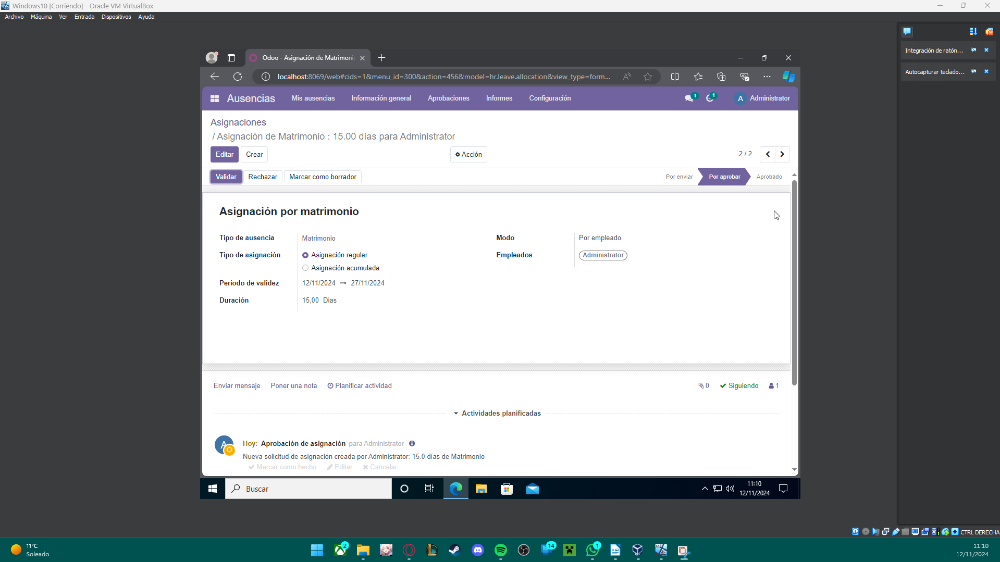 Windows10 [Corriendo] - Oracle VM VirtualBox
Archivo Máquina Ver Entrada Dispositivos Ayuda
Integración de ratón...
Autocapturar teclado...
Odoo - Asignación de Matrimonio
localhost:8069/web#cids=1&menu_id=300&action=456&model=hr.leave.allocation&view_type=form...
Ausencias Mis ausencias Información general Aprobaciones Informes Configuración 1 1 A Administrator
Asignaciones
/ Asignación de Matrimonio : 15.00 días para Administrator
Editar Crear Acción 2 / 2
Validar Rechazar Marcar como borrador Por enviar Por aprobar Aprobado
Asignación por matrimonio
Tipo de ausencia Matrimonio Modo Por empleado
Tipo de asignación Asignación regular Empleados Administrator
Asignación acumulada
Periodo de validez 12/11/2024 → 27/11/2024
Duración 15,00 Días
Enviar mensaje Poner una nota Planificar actividad 0 Siguiendo 1
Actividades planificadas
A Hoy: Aprobación de asignación para Administrator
Nueva solicitud de asignación creada por Administrator: 15.0 días de Matrimonio
Marcar como hecho Editar Cancelar
Buscar
11:10
12/11/2024
CTRL DERECHA
11°C
Soleado
2
14
1
11:10
12/11/2024